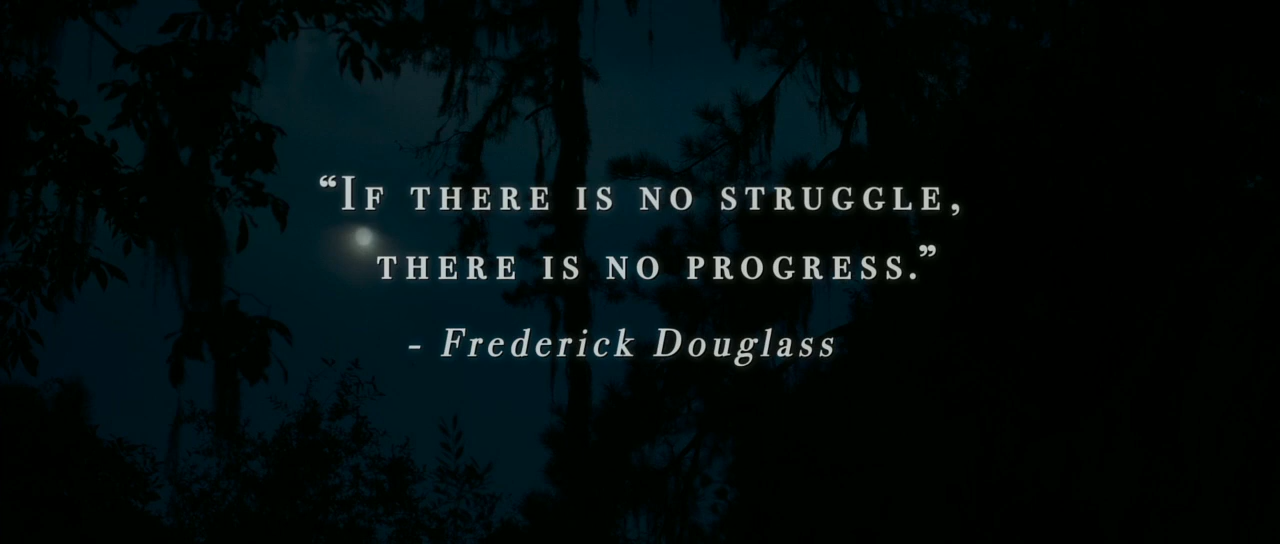 “If there is no struggle,
there is no progress.”
- Frederick Douglass